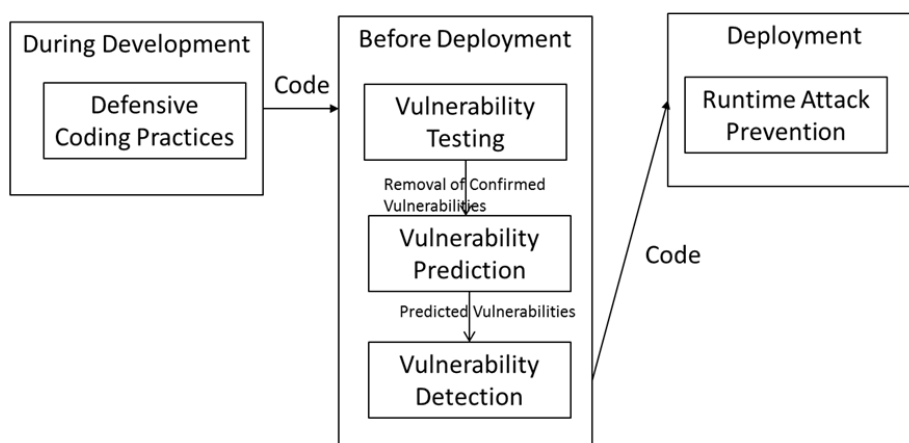 During Development
Defensive
Coding Practices
Code
Before Deployment
Vulnerability
Testing
Removal of Confirmed
Vulnerabilities
Vulnerability
Prediction
Predicted Vulnerabilities
Vulnerability
Detection
Code
Deployment
Runtime Attack
Prevention